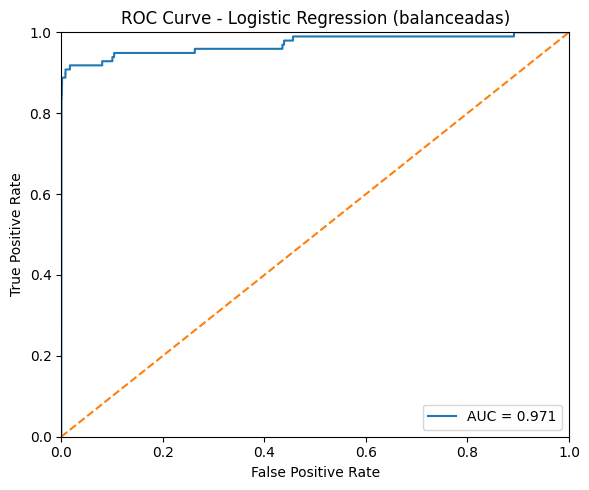 ROC Curve - Logistic Regression (balanceadas)
1.0
0.8
0.6
0.4
0.2
0.0
True Positive Rate
AUC = 0.971
0.0 0.2 0.4 0.6 0.8 1.0
False Positive Rate